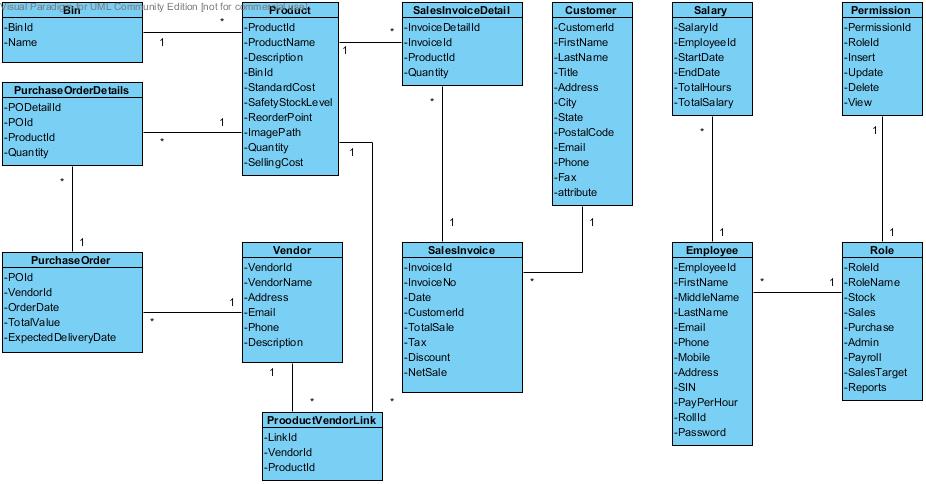 Visual Paradigm for UML Community Edition [not for commercial use]
Bin
-BinId
-Name
Product
-ProductId
-ProductName
-Description
-BinId
-StandardCost
-SafetyStockLevel
-ReorderPoint
-ImagePath
-Quantity
-SellingCost
SalesInvoiceDetail
-InvoiceDetailId
-InvoiceId
-ProductId
-Quantity
Customer
-CustomerId
-FirstName
-LastName
-Title
-Address
-City
-State
-PostalCode
-Email
-Phone
-Fax
-attribute
Salary
-SalaryId
-EmployeeId
-StartDate
-EndDate
-TotalHours
-TotalSalary
Permission
-PermissionId
-RoleId
-Insert
-Update
-Delete
-View
1
*
1
*
PurchaseOrderDetails
-PODetailId
-POId
-ProductId
-Quantity
*
1
1
*
1
*
1
*
1
1
1
PurchaseOrder
-POId
-VendorId
-OrderDate
-TotalValue
-ExpectedDeliveryDate
*
1
Vendor
-VendorId
-VendorName
-Address
-Email
-Phone
-Description
1
*
*
SalesInvoice
-InvoiceId
-InvoiceNo
-Date
-CustomerId
-TotalSale
-Tax
-Discount
-NetSale
1
*
Employee
-EmployeeId
-FirstName
-MiddleName
-LastName
-Email
-Phone
-Mobile
-Address
-SIN
-PayPerHour
-RollId
-Password
*
1
Role
-RoleId
-RoleName
-Stock
-Sales
-Purchase
-Admin
-Payroll
-SalesTarget
-Reports
ProoductVendorLink
-LinkId
-VendorId
-ProductId